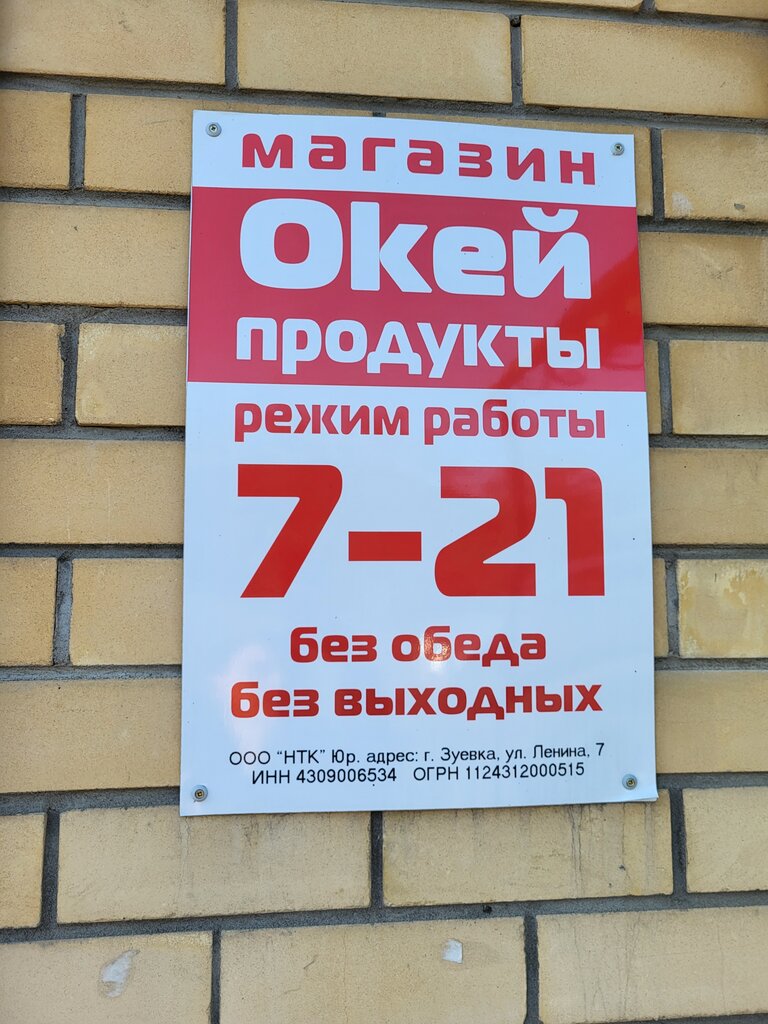 магазин
Окей
продукты
режим работы
7-21
без обеда
без выходных
ООО "НТК" Юр. адрес: г. Зуевка, ул. Ленина, 7
ИНН 4309006534 ОГРН 1124312000515